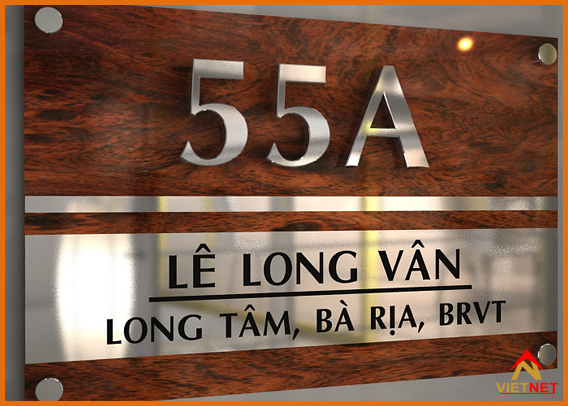 55A
LÊ LONG VÂN
LONG TÂM, BÀ RỊA, BRVT
VIETNET